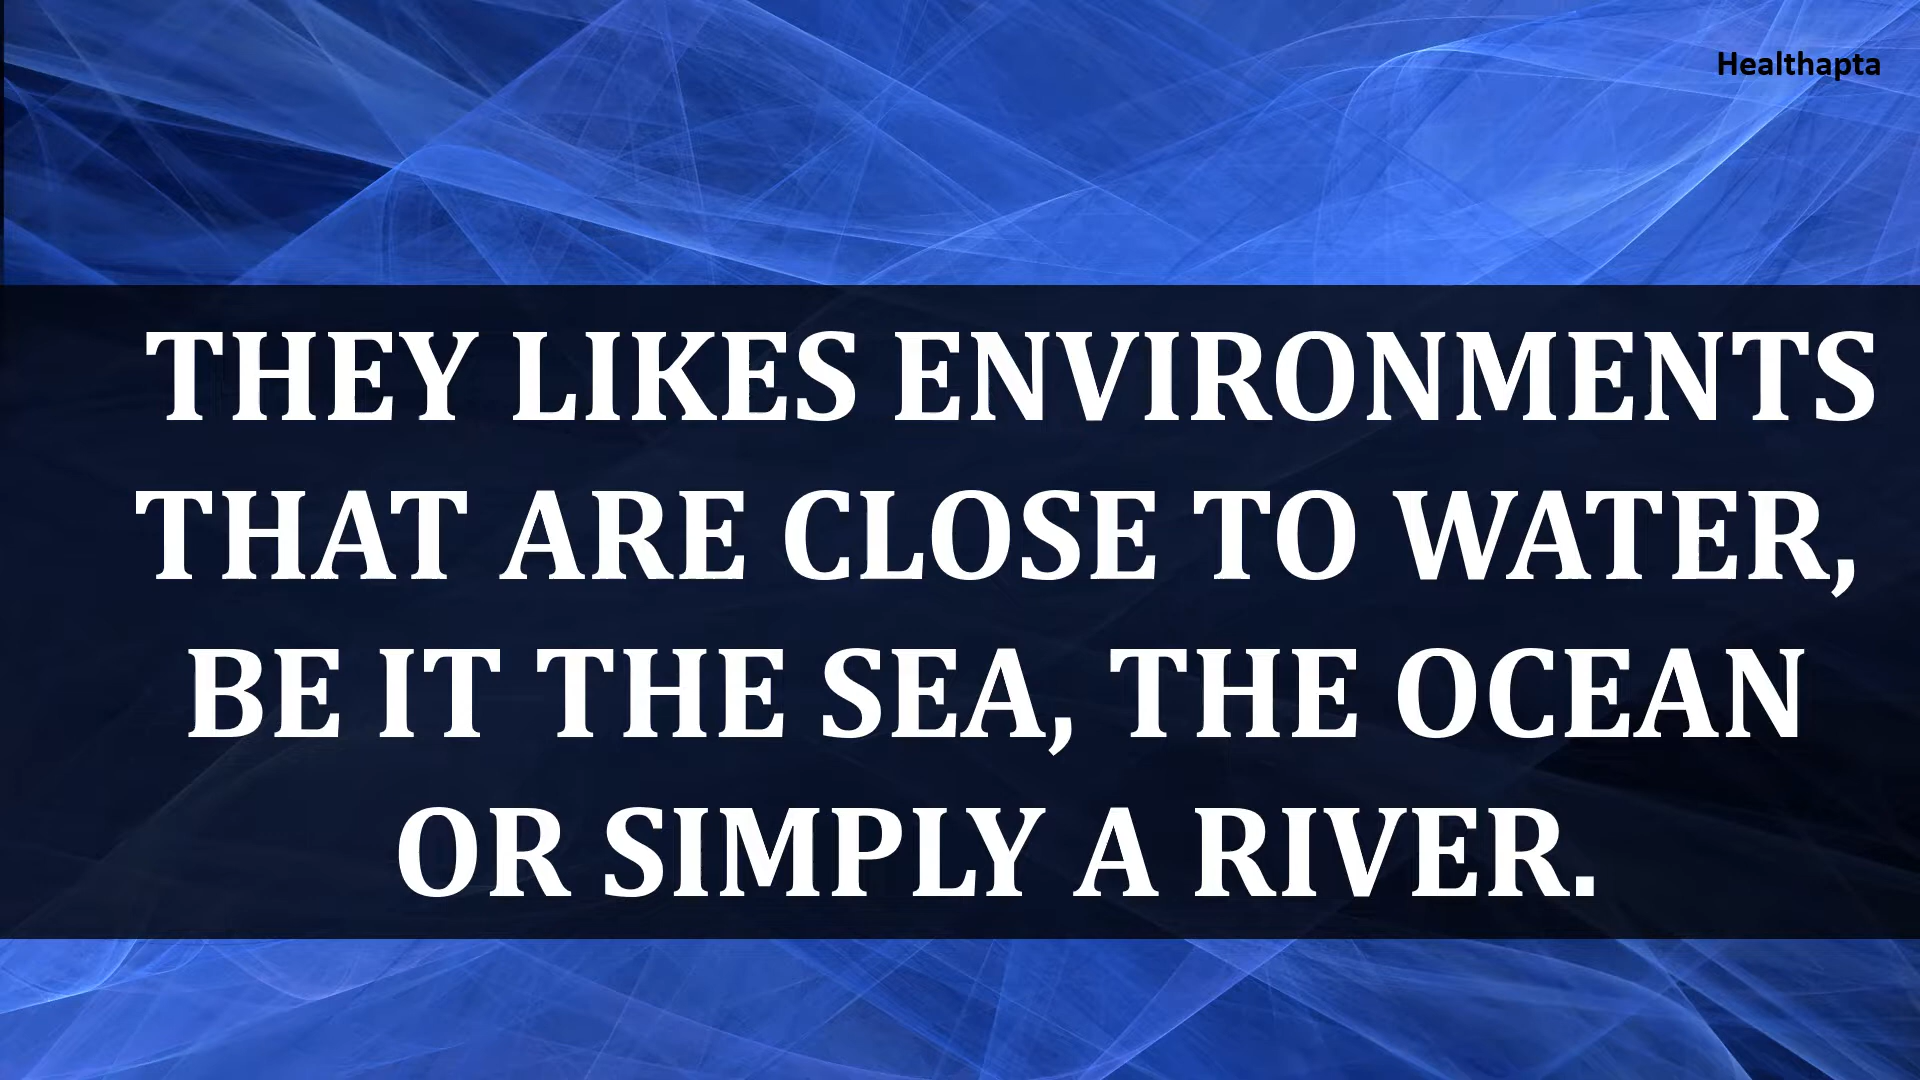 Healthapta
THEY LIKES ENVIRONMENTS
THAT ARE CLOSE TO WATER,
BE IT THE SEA, THE OCEAN
OR SIMPLY A RIVER.